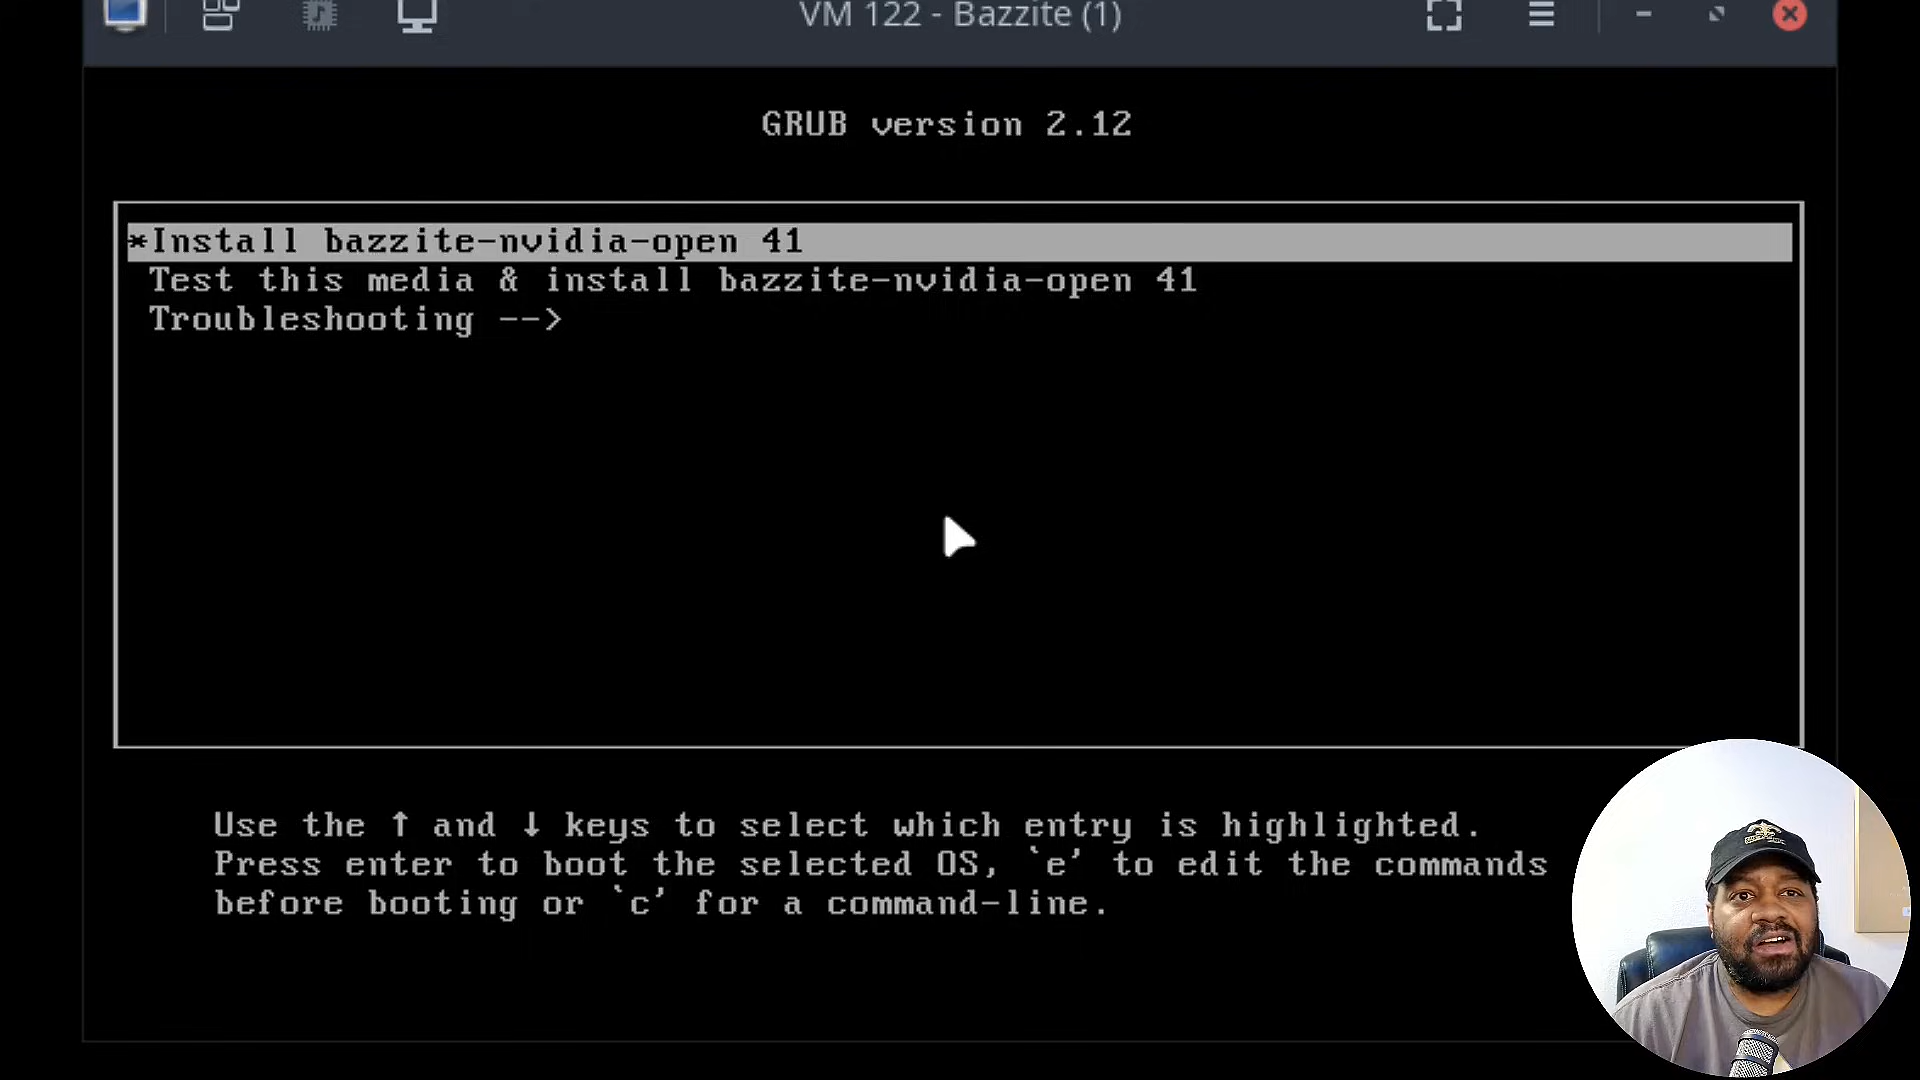 VM 122 - Bazzite (1)
GRUB version 2.12
*Install bazzite-nvidia-open 41
Test this media & install bazzite-nvidia-open 41
Troubleshooting -->
Use the ↑ and ↓ keys to select which entry is highlighted.
Press enter to boot the selected OS, `e' to edit the commands
before booting or `c' for a command-line.